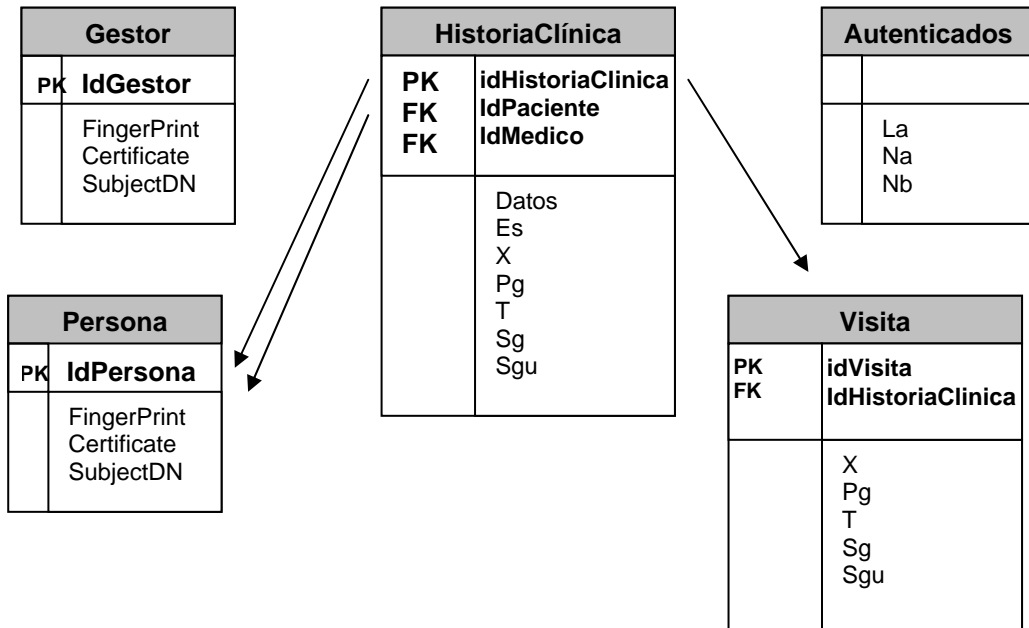 Gestor
PK IdGestor
FingerPrint
Certificate
SubjectDN
HistoriaClínica
PK idHistoriaClinica
FK IdPaciente
FK IdMedico
Datos
Es
X
Pg
T
Sg
Sgu
Autenticados
La
Na
Nb
Persona
PK IdPersona
FingerPrint
Certificate
SubjectDN
Visita
PK idVisita
FK IdHistoriaClinica
X
Pg
T
Sg
Sgu